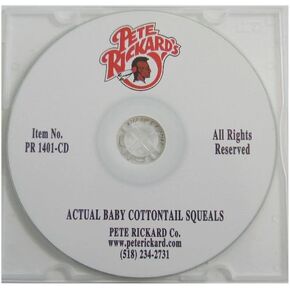 PETE
RICKARD'S
Item No.
PR 1401-CD
All Rights
Reserved
ACTUAL BABY COTTONTAIL SQUEALS
PETE RICKARD Co.
www.peterickard.com
(518) 234-2731